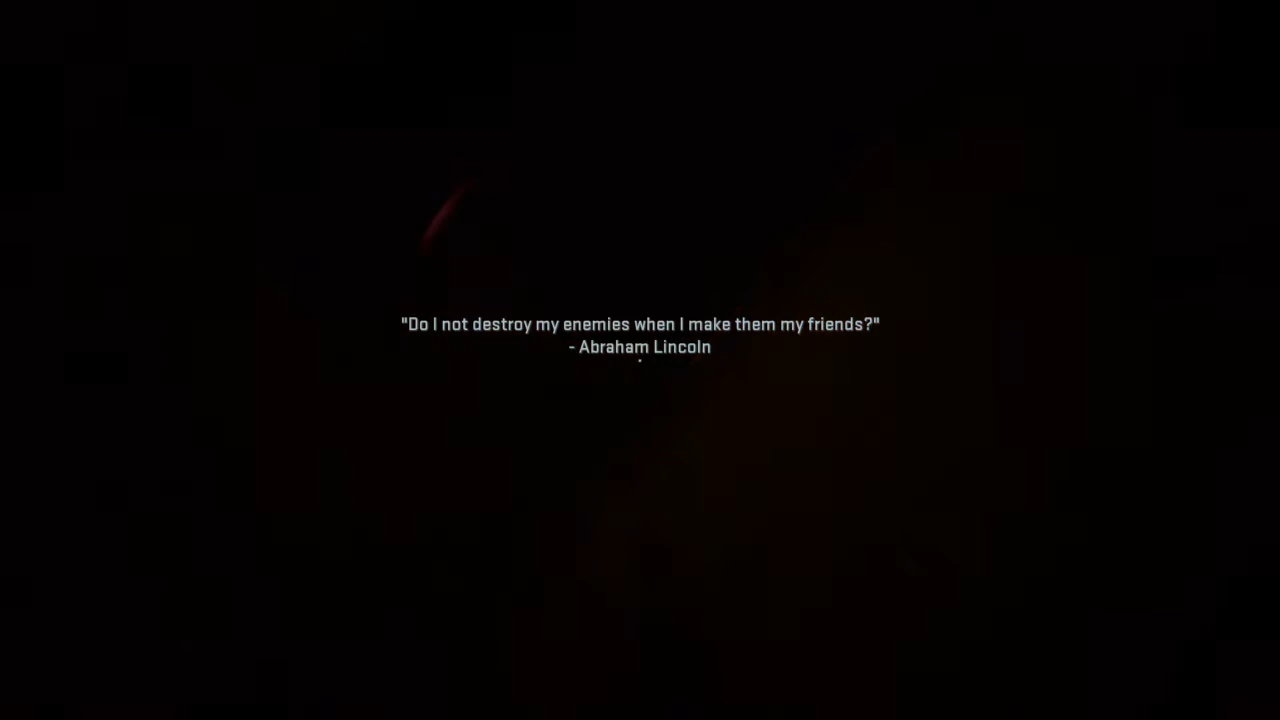 "Do I not destroy my enemies when I make them my friends?"
- Abraham Lincoln